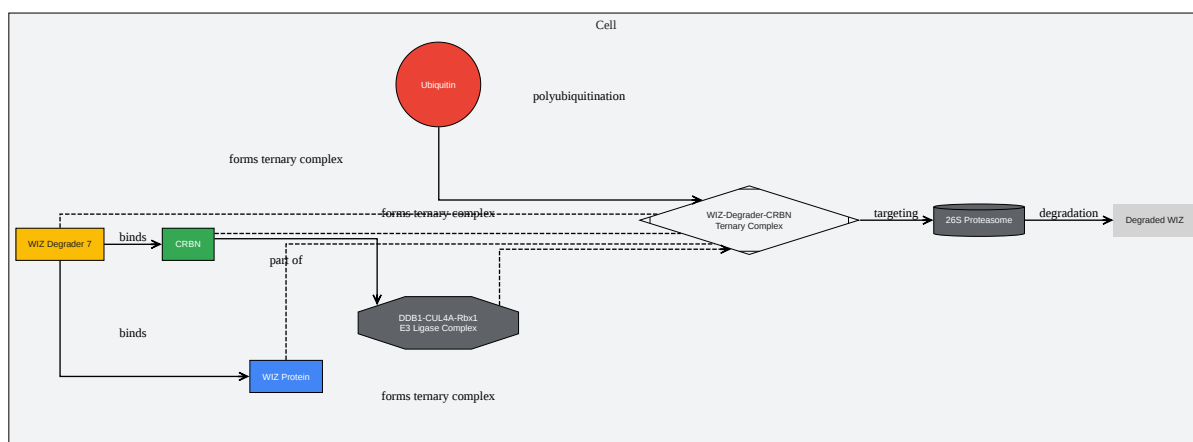 Cell
Ubiquitin
polyubiquitination
forms ternary complex
forms ternary complex
WIZ-Degrader-CRBN
Ternary Complex
targeting
26S Proteasome
degradation
Degraded WIZ
WIZ Degrader 7
binds
CRBN
part of
DDB1-CUL4A-Rbx1
E3 Ligase Complex
binds
WIZ Protein
forms ternary complex